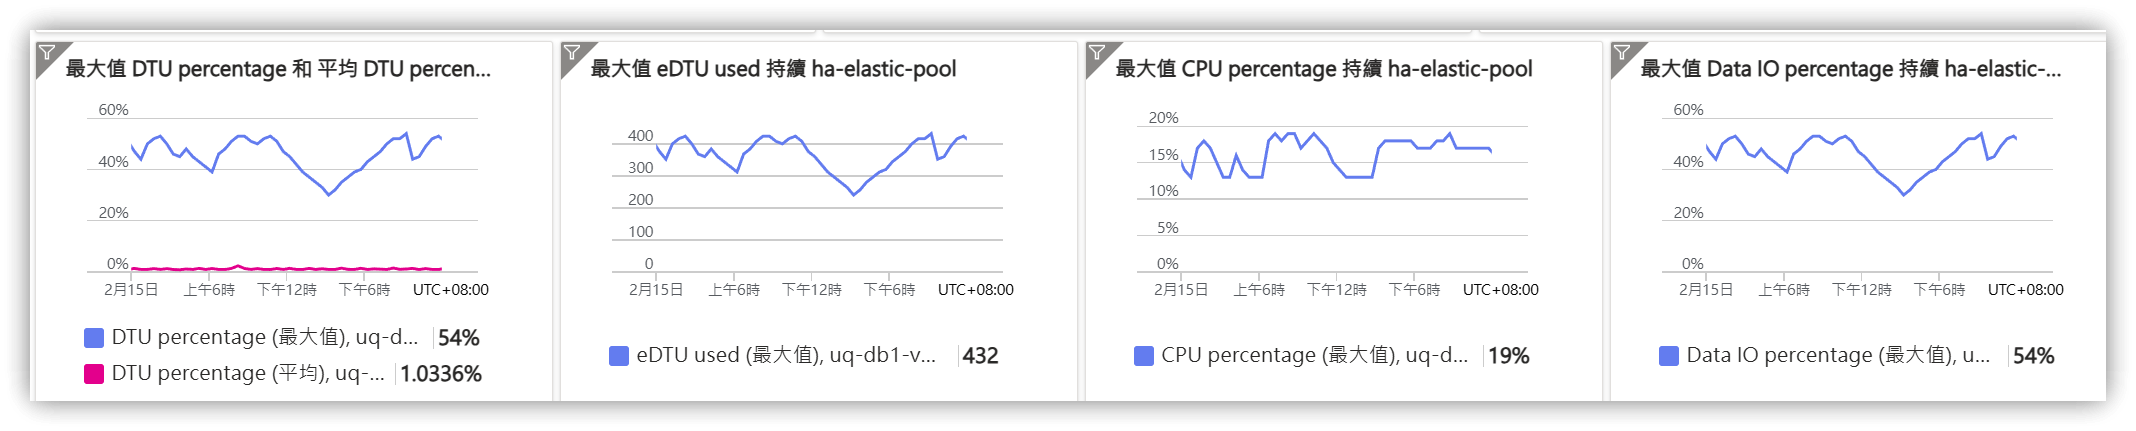 最大值 DTU percentage 和 平均 DTU percen...
60%
40%
20%
0%
2月15日 上午6時 下午12時 下午6時 UTC+08:00
DTU percentage (最大值), uq-d... 54%
DTU percentage (平均), uq-... 1.0336%
最大值 eDTU used 持續 ha-elastic-pool
400
300
300
200
100
0
2月15日 上午6時 下午12時 下午6時 UTC+08:00
eDTU used (最大值), uq-db1-v... 432
最大值 CPU percentage 持續 ha-elastic-pool
20%
15%
10%
5%
0%
2月15日 上午6時 下午12時 下午6時 UTC+08:00
CPU percentage (最大值), uq-d... 19%
最大值 Data IO percentage 持續 ha-elastic-...
60%
40%
20%
0%
2月15日 上午6時 下午12時 下午6時 UTC+08:00
Data IO percentage (最大值), u... 54%